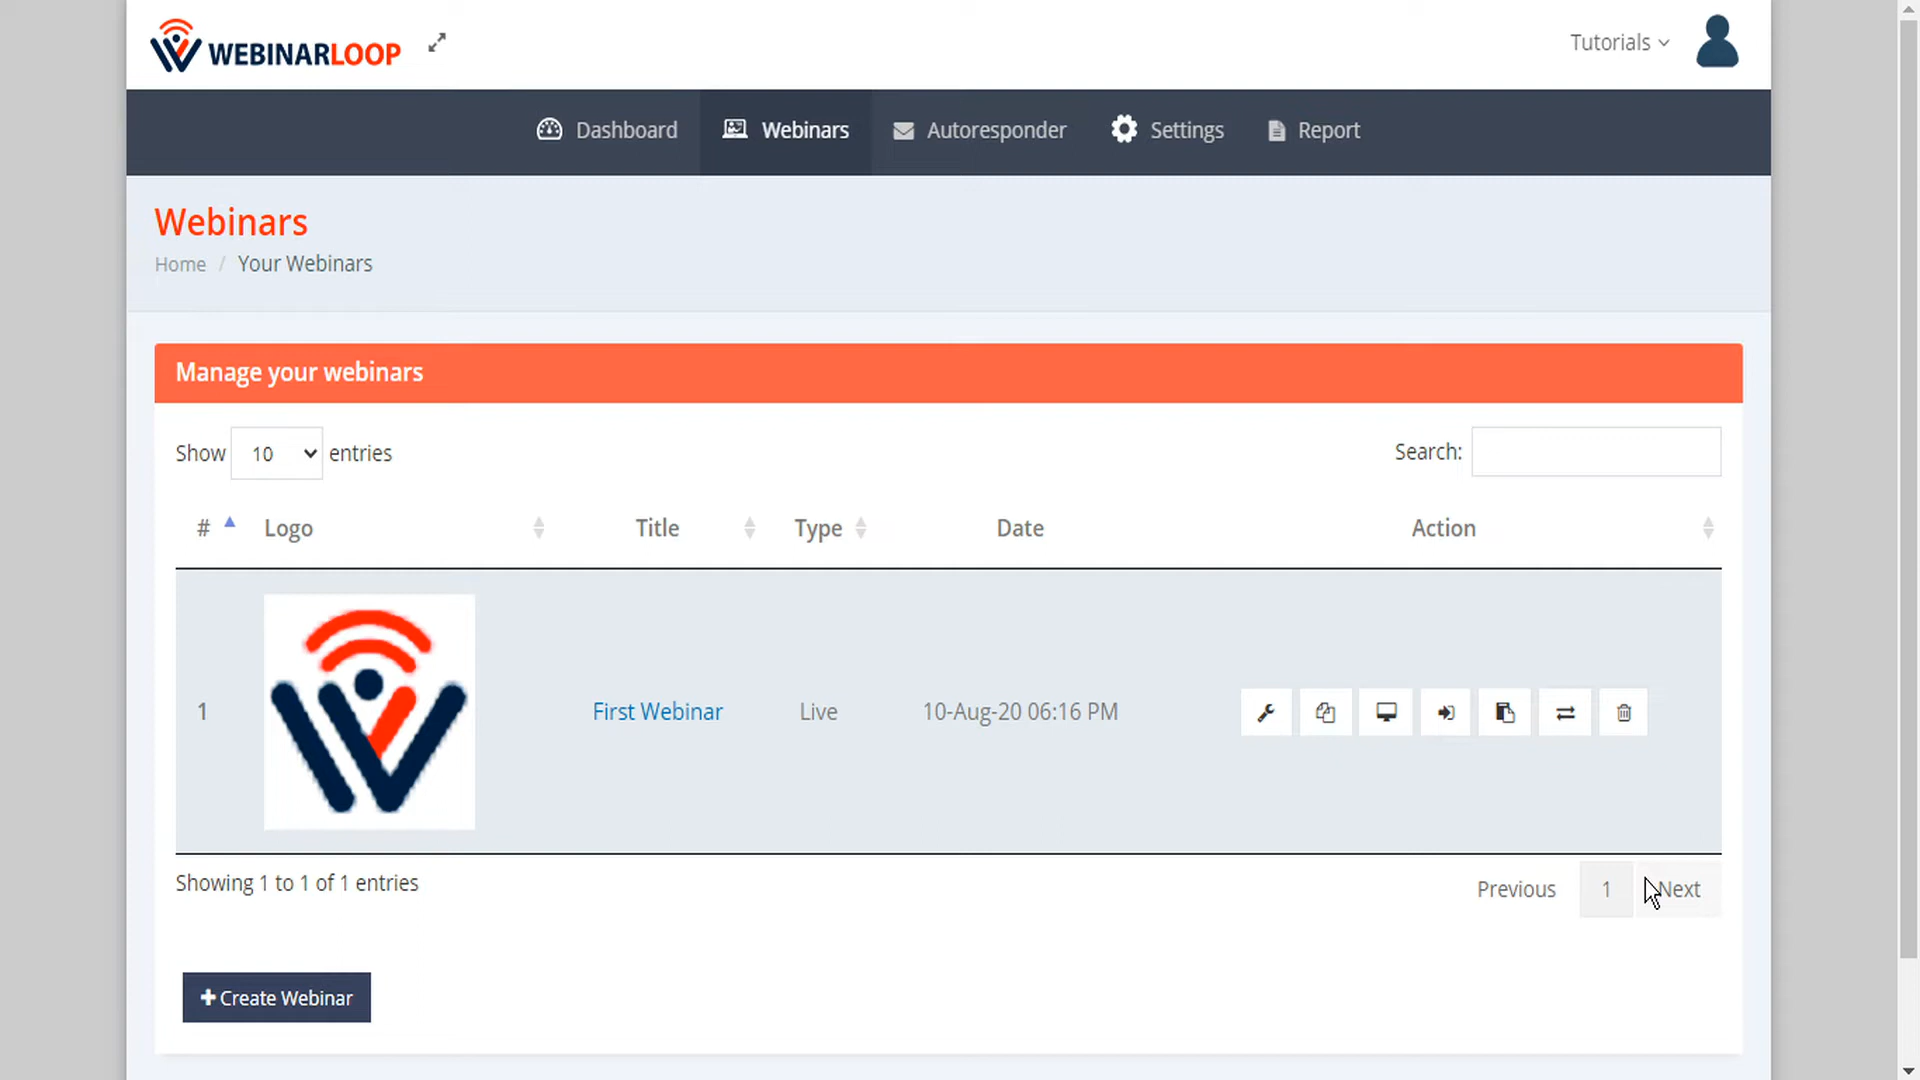 WEBINARLOOP
Tutorials
Dashboard
Webinars
Autoresponder
Settings
Report
Webinars
Home / Your Webinars
Manage your webinars
Show 10 entries
Search:
# Logo Title Type Date Action
1 First Webinar Live 10-Aug-20 06:16 PM
Showing 1 to 1 of 1 entries
Previous 1 Next
+ Create Webinar